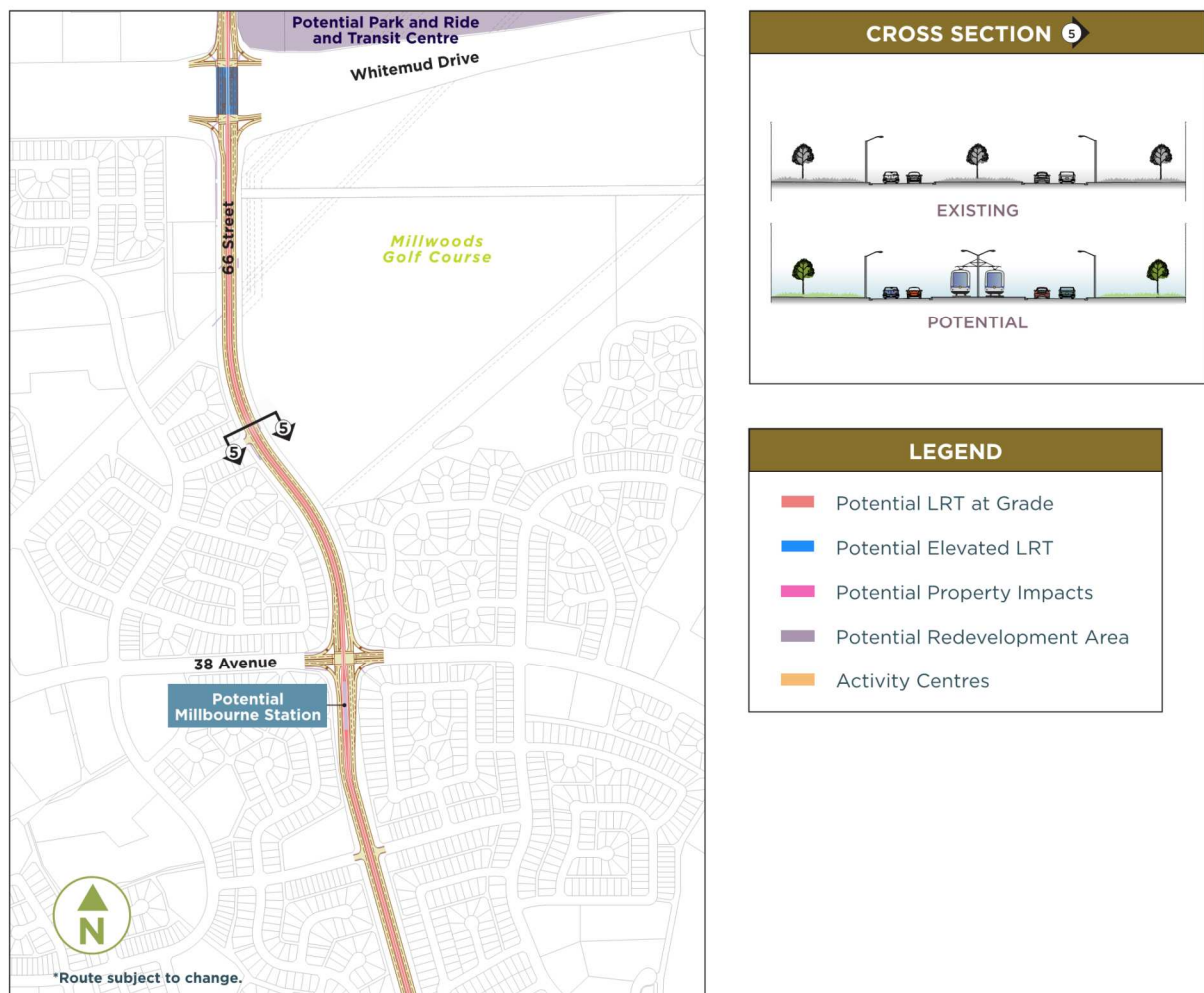 Potential Park and Ride
and Transit Centre
Whitemud Drive
66 Street
Millwoods
Golf Course
5
5
38 Avenue
Potential
Millbourne Station
N
*Route subject to change.
CROSS SECTION 5
EXISTING
POTENTIAL
LEGEND
Potential LRT at Grade
Potential Elevated LRT
Potential Property Impacts
Potential Redevelopment Area
Activity Centres